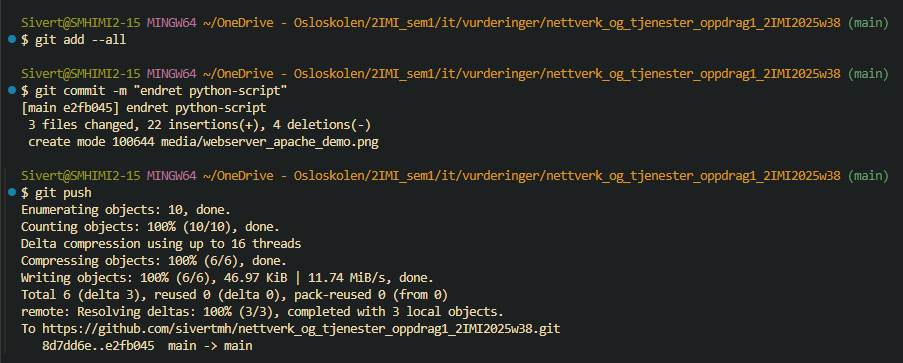 Sivert@SMHIMI2-15 MINGW64 ~/OneDrive - Osloskolen/2IMI_sem1/it/vurderinger/nettverk_og_tjenester_oppdrag1_2IMI2025w38 (main)
$ git add --all

Sivert@SMHIMI2-15 MINGW64 ~/OneDrive - Osloskolen/2IMI_sem1/it/vurderinger/nettverk_og_tjenester_oppdrag1_2IMI2025w38 (main)
$ git commit -m "endret python-script"
[main e2fb045] endret python-script
 3 files changed, 22 insertions(+), 4 deletions(-)
 create mode 100644 media/webserver_apache_demo.png

Sivert@SMHIMI2-15 MINGW64 ~/OneDrive - Osloskolen/2IMI_sem1/it/vurderinger/nettverk_og_tjenester_oppdrag1_2IMI2025w38 (main)
$ git push
Enumerating objects: 10, done.
Counting objects: 100% (10/10), done.
Delta compression using up to 16 threads
Compressing objects: 100% (6/6), done.
Writing objects: 100% (6/6), 46.97 KiB | 11.74 MiB/s, done.
Total 6 (delta 3), reused 0 (delta 0), pack-reused 0 (from 0)
remote: Resolving deltas: 100% (3/3), completed with 3 local objects.
To https://github.com/sivertmh/nettverk_og_tjenester_oppdrag1_2IMI2025w38.git
   8d7dd6e..e2fb045  main -> main